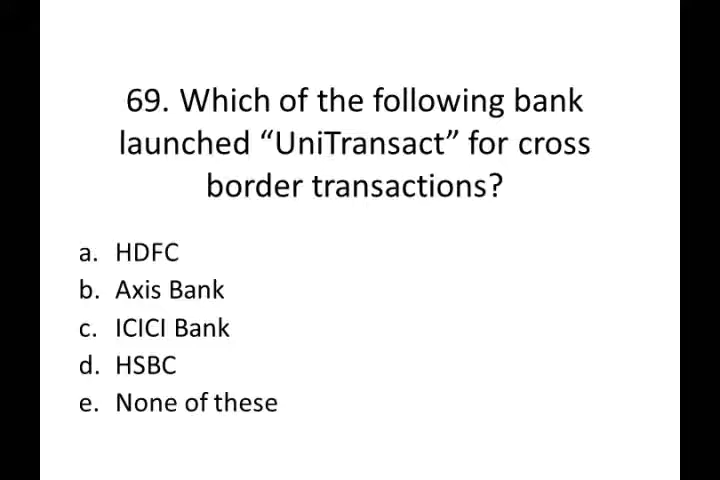 69. Which of the following bank
launched “UniTransact” for cross
border transactions?
a. HDFC
b. Axis Bank
c. ICICI Bank
d. HSBC
e. None of these